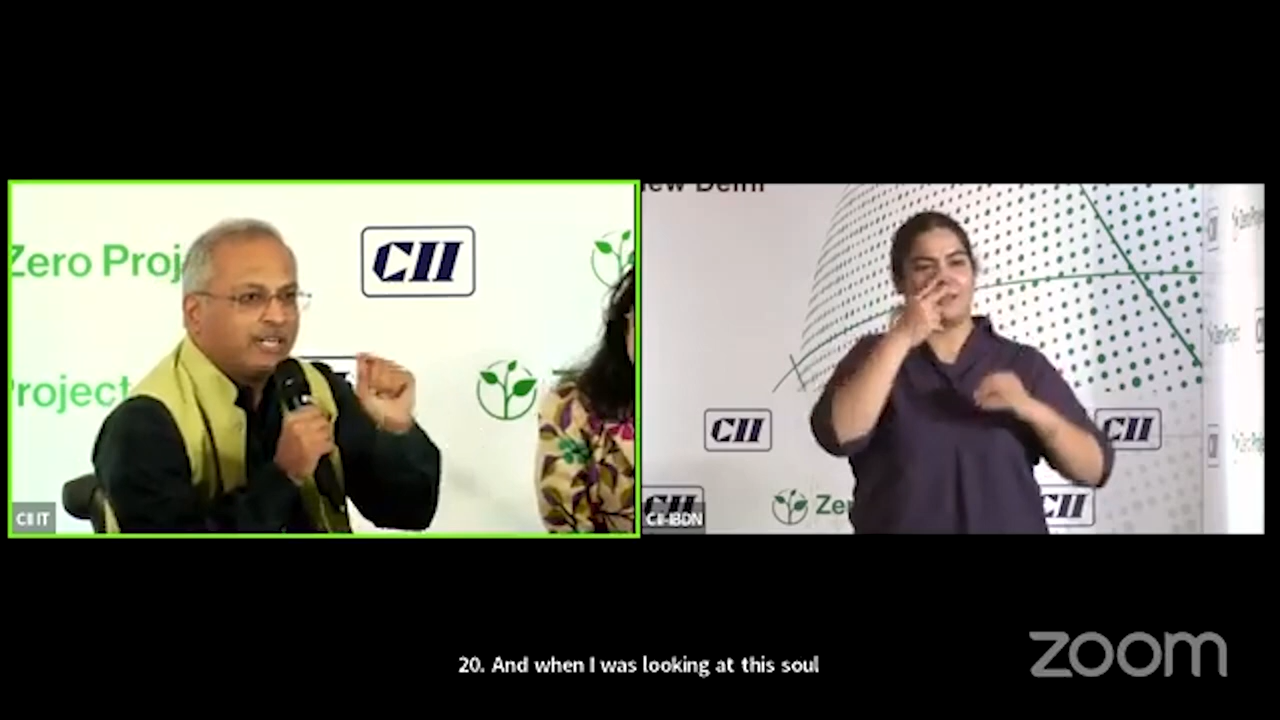 Zero Proj
CII
Project
CII IT
ew Delhi
CII
CII
CII
CII
Zer
CII-IBDN
ZeroProject
20. And when I was looking at this soul
zoom